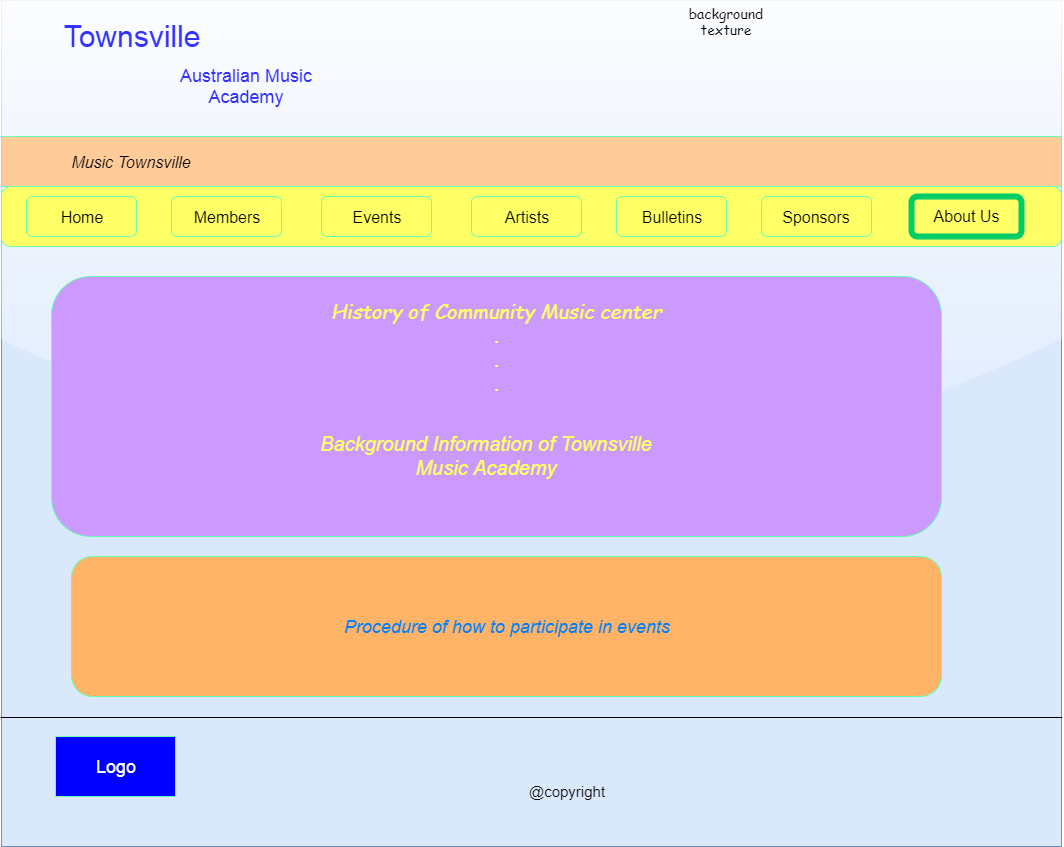 background
texture
Townsville
Australian Music
Academy
Music Townsville
Home
Members
Events
Artists
Bulletins
Sponsors
About Us
History of Community Music center
.
.
.
Background Information of Townsville
Music Academy
Procedure of how to participate in events
Logo
@copyright